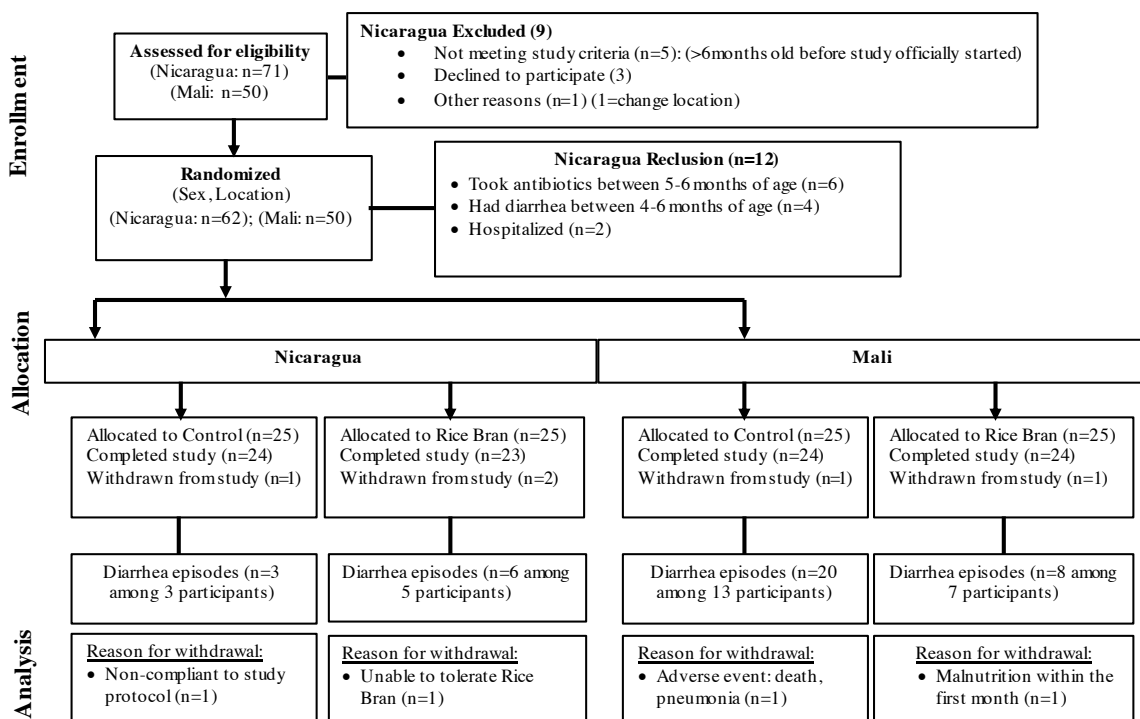 Enrollment
Assessed for eligibility
(Nicaragua: n=71)
(Mali: n=50)
Nicaragua Excluded (9)
• Not meeting study criteria (n=5): (>6months old before study officially started)
• Declined to participate (3)
• Other reasons (n=1) (1=change location)
Randomized
(Sex, Location)
(Nicaragua: n=62); (Mali: n=50)
Nicaragua Reclusion (n=12)
• Took antibiotics between 5-6 months of age (n=6)
• Had diarrhea between 4-6 months of age (n=4)
• Hospitalized (n=2)
Allocation
Nicaragua
Mali
Allocated to Control (n=25)
Completed study (n=24)
Withdrawn from study (n=1)
Allocated to Rice Bran (n=25)
Completed study (n=23)
Withdrawn from study (n=2)
Allocated to Control (n=25)
Completed study (n=24)
Withdrawn from study (n=1)
Allocated to Rice Bran (n=25)
Completed study (n=24)
Withdrawn from study (n=1)
Analysis
Diarrhea episodes (n=3
among 3 participants)
Diarrhea episodes (n=6 among
5 participants)
Diarrhea episodes (n=20
among 13 participants)
Diarrhea episodes (n=8 among
7 participants)
Reason for withdrawal:
• Non-compliant to study
protocol (n=1)
Reason for withdrawal:
• Unable to tolerate Rice
Bran (n=1)
Reason for withdrawal:
• Adverse event: death,
pneumonia (n=1)
Reason for withdrawal:
• Malnutrition within the
first month (n=1)